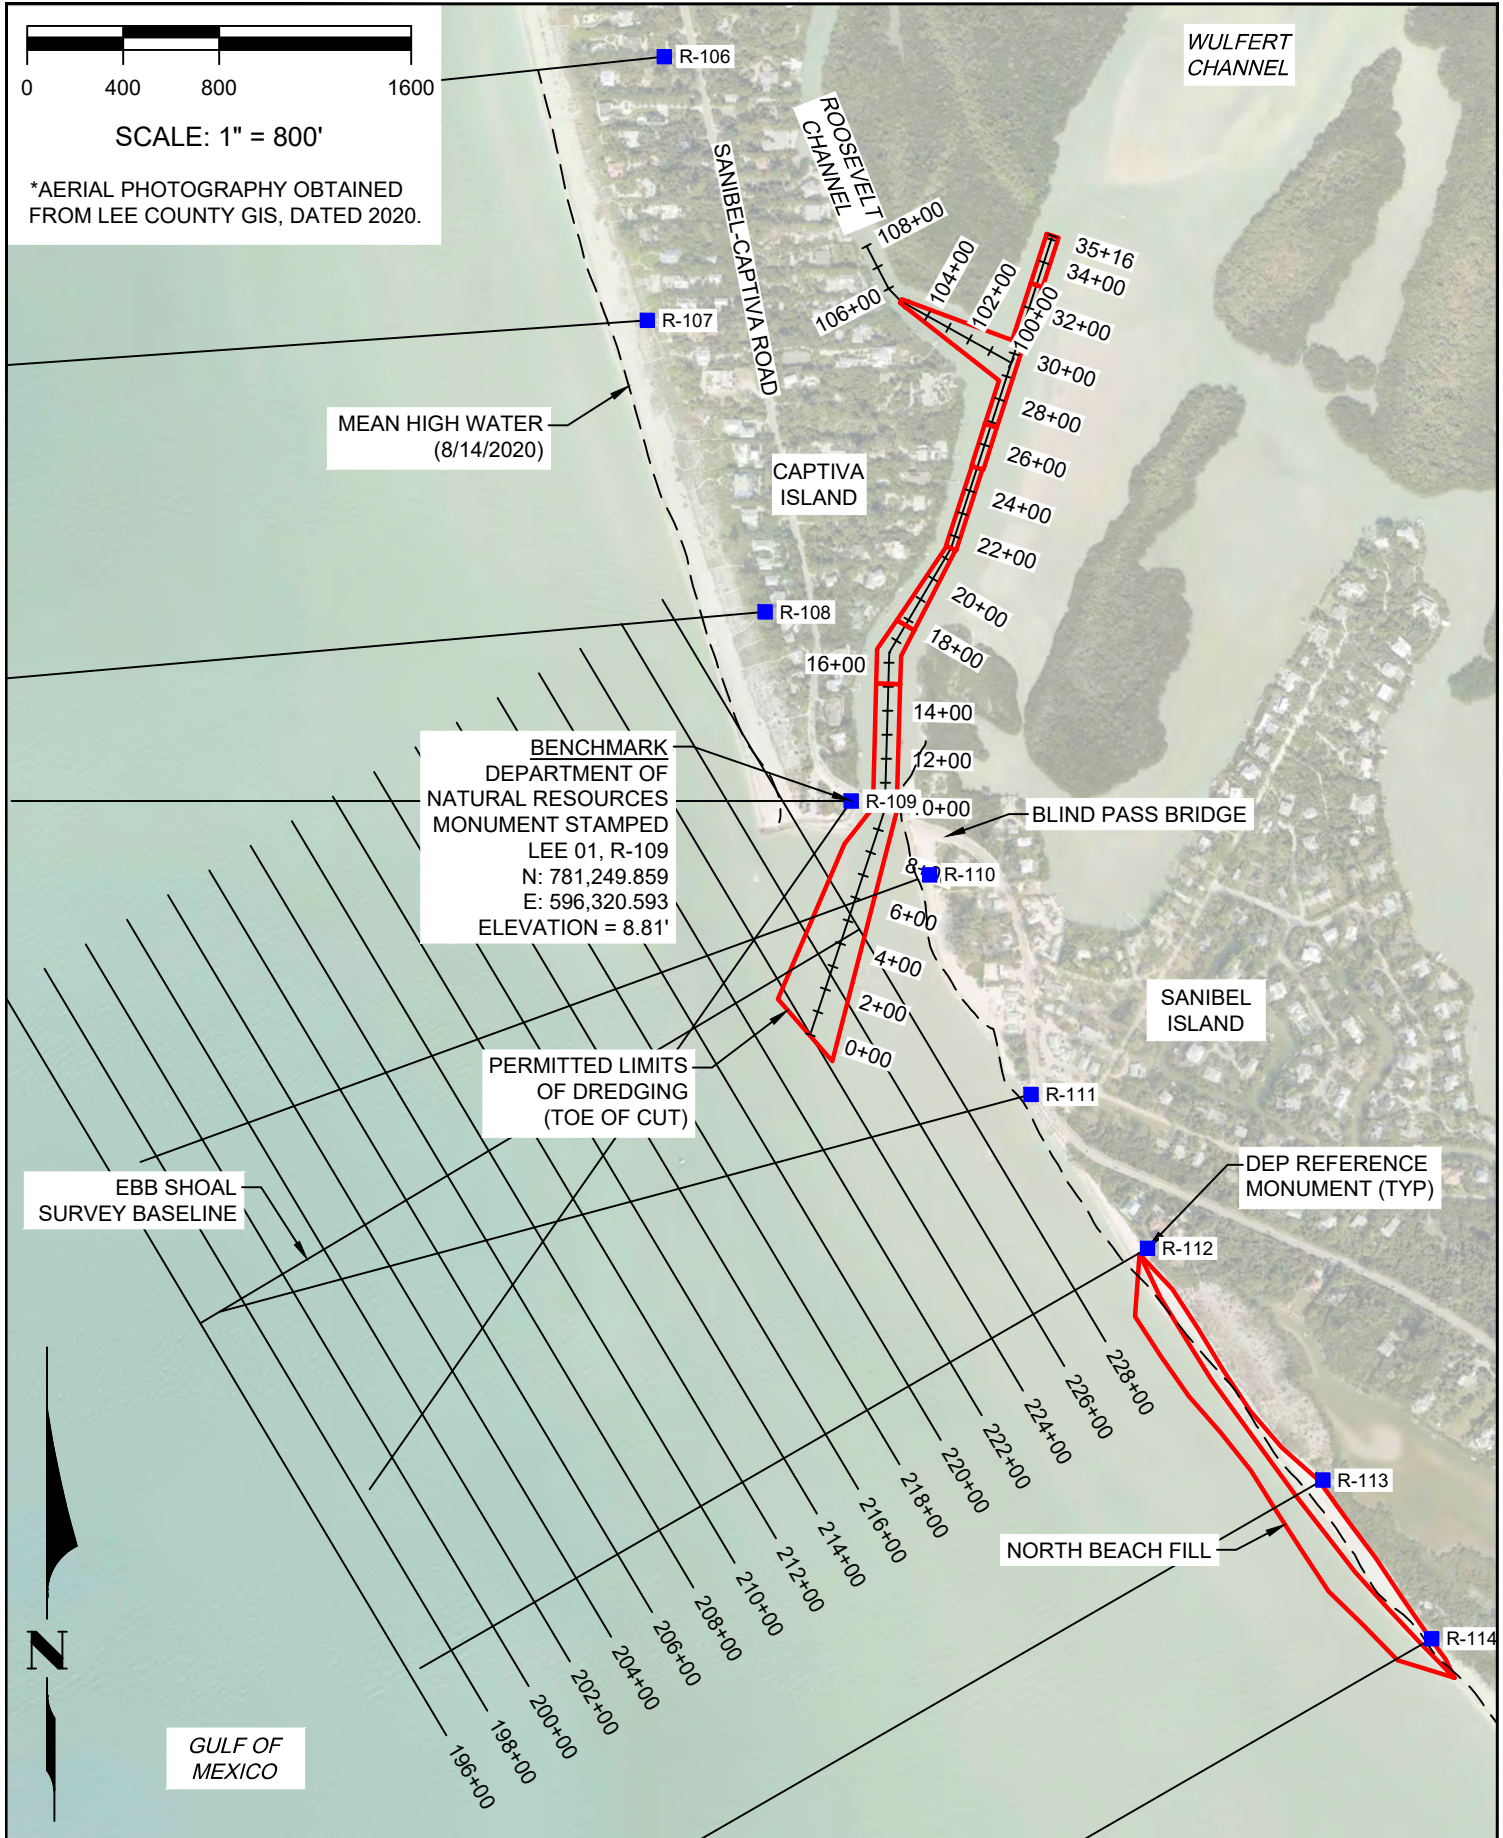 0 400 800 1600
SCALE: 1" = 800'
*AERIAL PHOTOGRAPHY OBTAINED
FROM LEE COUNTY GIS, DATED 2020.
R-106
WULFERT
CHANNEL
ROOSEVELT
CHANNEL
SANIBEL-CAPTIVA ROAD
108+00
106+00
104+00
102+00
100+00
35+16
34+00
32+00
30+00
28+00
26+00
24+00
22+00
20+00
18+00
16+00
14+00
12+00
R-107
MEAN HIGH WATER
(8/14/2020)
CAPTIVA
ISLAND
R-108
BENCHMARK
DEPARTMENT OF
NATURAL RESOURCES
MONUMENT STAMPED
LEE 01, R-109
N: 781,249.859
E: 596,320.593
ELEVATION = 8.81'
R-109
0+00
BLIND PASS BRIDGE
R-110
6+00
4+00
2+00
0+00
SANIBEL
ISLAND
PERMITTED LIMITS
OF DREDGING
(TOE OF CUT)
R-111
EBB SHOAL
SURVEY BASELINE
DEP REFERENCE
MONUMENT (TYP)
R-112
R-113
NORTH BEACH FILL
R-114
228+00
226+00
224+00
222+00
220+00
218+00
216+00
214+00
212+00
210+00
208+00
206+00
204+00
202+00
200+00
198+00
196+00
N
GULF OF
MEXICO